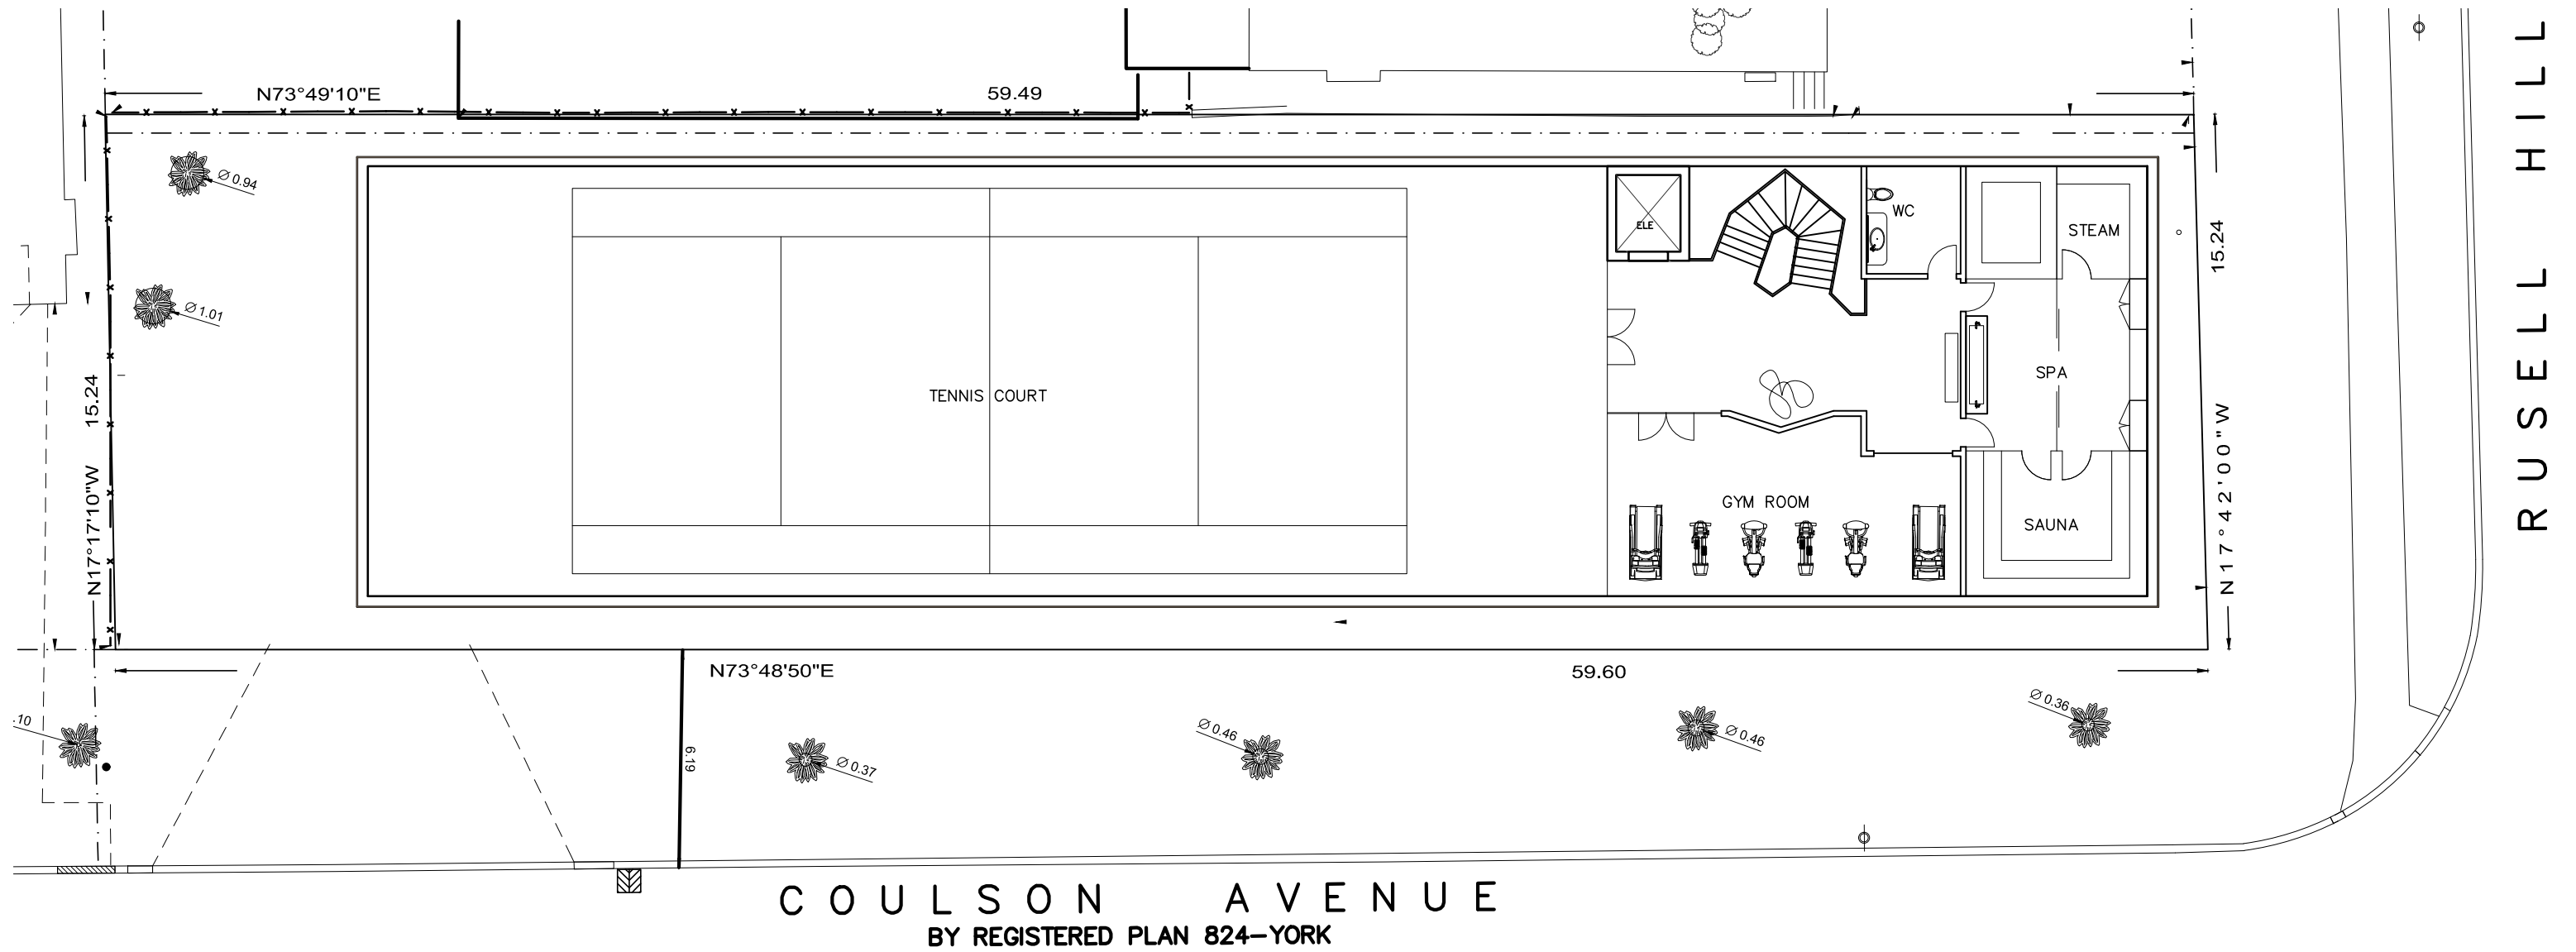 N73°49'10"E
59.49
Ø 0.94
Ø 1.01
15.24
N17°17'10"W
TENNIS COURT
ELE
WC
STEAM
SPA
GYM ROOM
SAUNA
15.24
N17°42'00"W
RUSELL HILL
N73°48'50"E
59.60
.10
6.19
Ø 0.37
Ø 0.46
Ø 0.46
Ø 0.36
COULSON AVENUE
BY REGISTERED PLAN 824-YORK